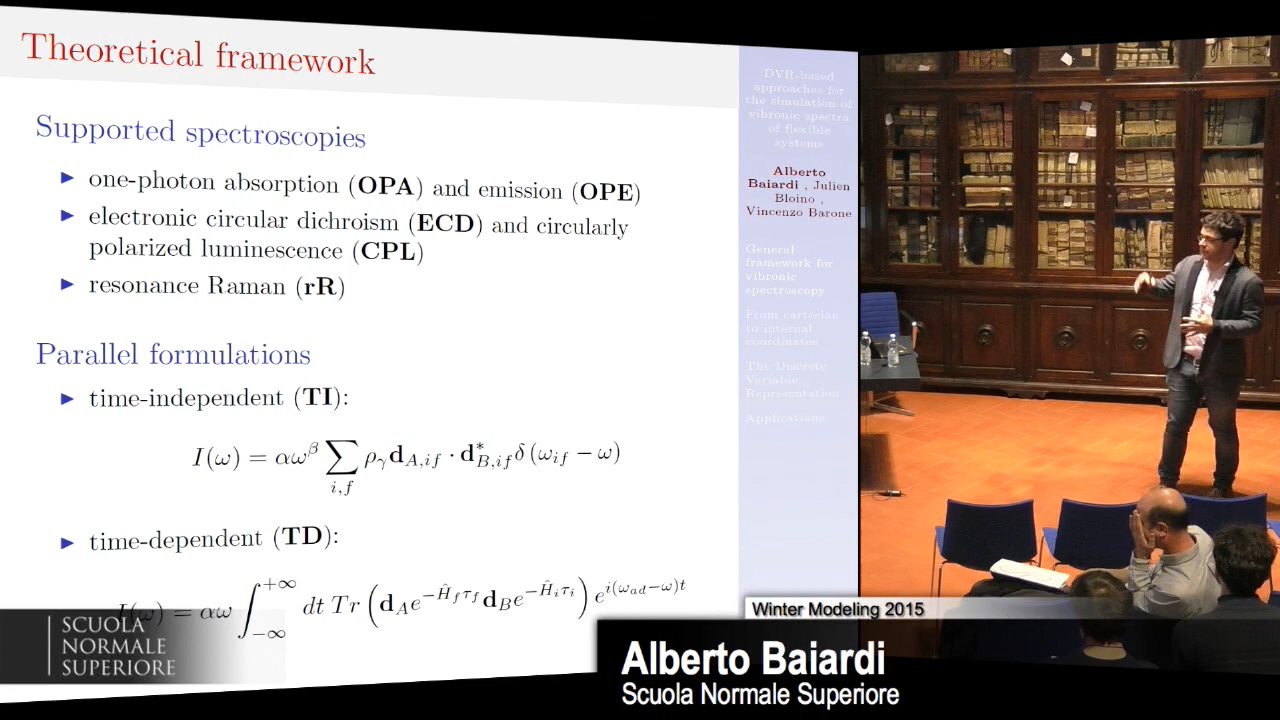 Theoretical framework
Supported spectroscopies
▶ one-photon absorption (OPA) and emission (OPE)
▶ electronic circular dichroism (ECD) and circularly
polarized luminescence (CPL)
▶ resonance Raman (rR)
Parallel formulations
▶ time-independent (TI):
I(ω) = αω^β ∑_{i,f} ρ_γ d_{A,if} · d*_{B,if} δ (ω_{if} − ω)
▶ time-dependent (TD):
I(ω) = αω ∫_{−∞}^{+∞} dt Tr (d_A e^{−Ĥ_f τ_f} d_B e^{−Ĥ_i τ_i}) e^{i(ω_{ad}−ω)t}
DVR-based
approaches for
the simulation of
vibronic spectra
of flexible
systems
Alberto
Baiardi , Julien
Bloino ,
Vincenzo Barone
General
framework for
vibronic
spectroscopy
From cartesian
to internal
coordinates
The Discrete
Variable
Representation
Applications
SCUOLA
NORMALE
SUPERIORE
Winter Modeling 2015
Alberto Baiardi
Scuola Normale Superiore